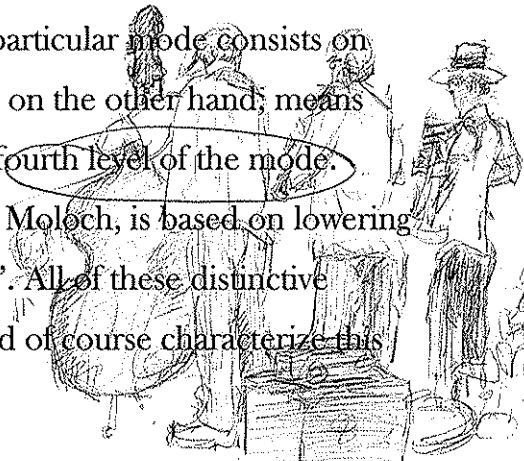 particular mode consists on
on the other hand, means
fourth level of the mode.
Moloch, is based on lowering
’. All of these distinctive
d of course characterize this